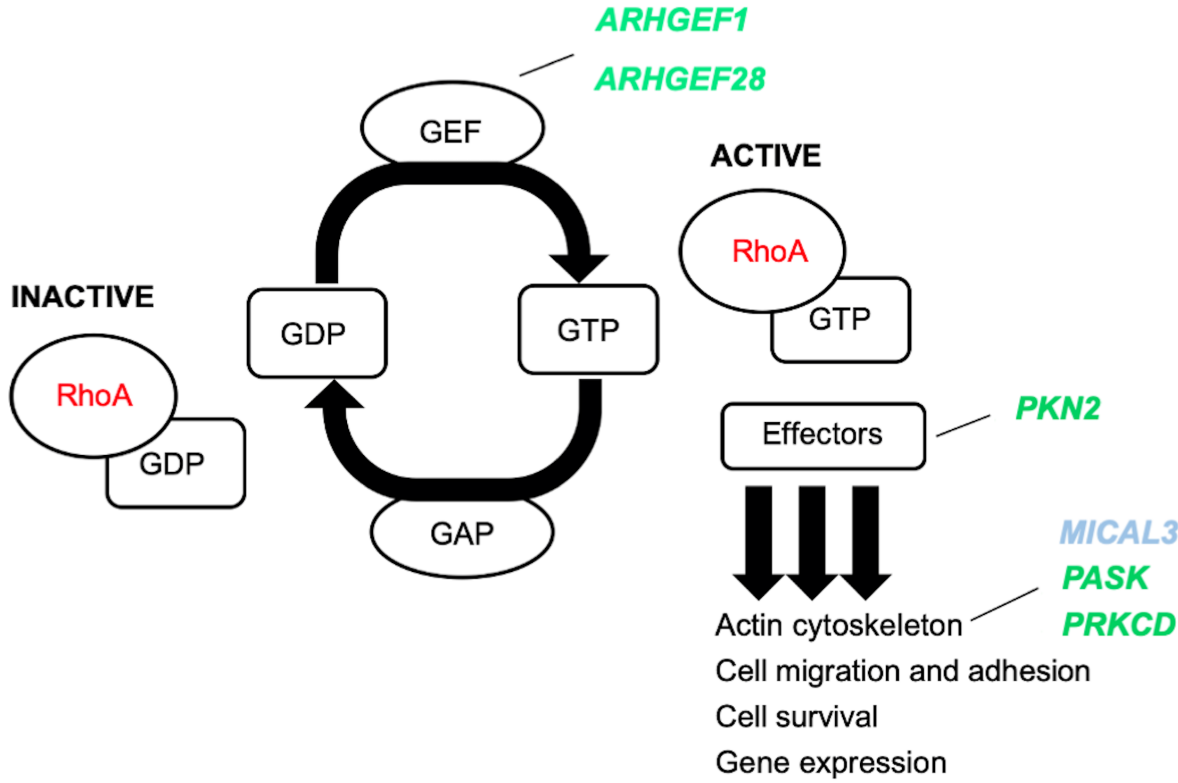 ARHGEF1
ARHGEF28
GEF
ACTIVE
RhoA
GTP
INACTIVE
RhoA
GDP
GDP
GTP
GAP
Effectors
PKN2
MICAL3
PASK
PRKCD
Actin cytoskeleton
Cell migration and adhesion
Cell survival
Gene expression